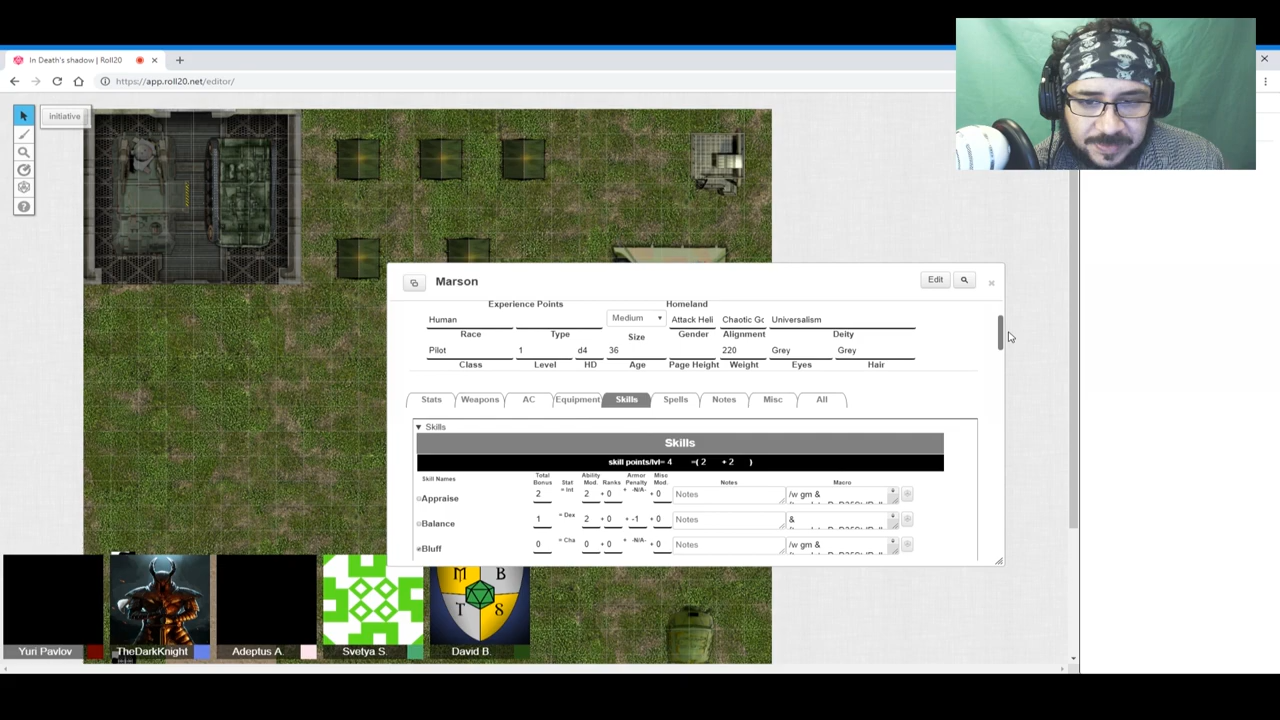 In Death's shadow | Roll20
https://app.roll20.net/editor/
initiative
Marson
Edit
Experience Points
Homeland
Human
Medium
Attack Heli
Chaotic Go
Universalism
Race
Type
Size
Gender
Alignment
Deity
Pilot
1
d4
36
220
Grey
Grey
Class
Level
HD
Age
Page Height
Weight
Eyes
Hair
Stats
Weapons
AC
Equipment
Skills
Spells
Notes
Misc
All
Skills
Skills
skill points/lvl= 4 =( 2 + 2 )
Skill Names
Total Bonus
Stat
Ability Mod.
Ranks
Armor Penalty
Misc Mod.
Notes
Macro
Appraise 2 = Int 2 + 0 + -N/A- + 0 Notes /w gm &
Balance 1 = Dex 2 + 0 + -1 + 0 Notes &
Bluff 0 = Cha 0 + 0 + -N/A- + 0 Notes /w gm &
M B
T S
Yuri Pavlov
TheDarkKnight
Adeptus A.
Svetya S.
David B.